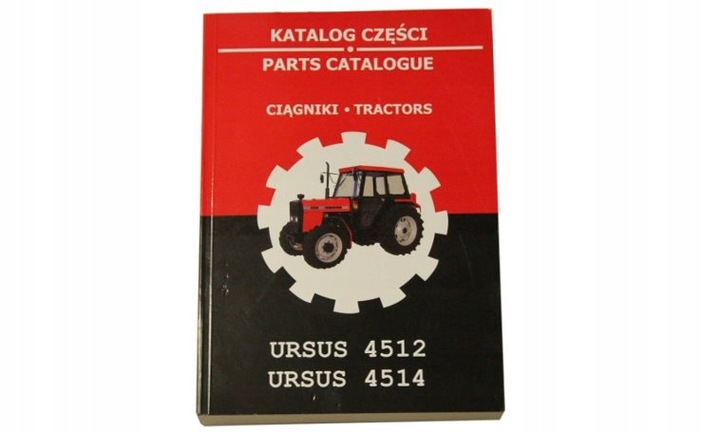 KATALOG CZĘŚCI
PARTS CATALOGUE
CIĄGNIKI • TRACTORS
URSUS 4512
URSUS 4514